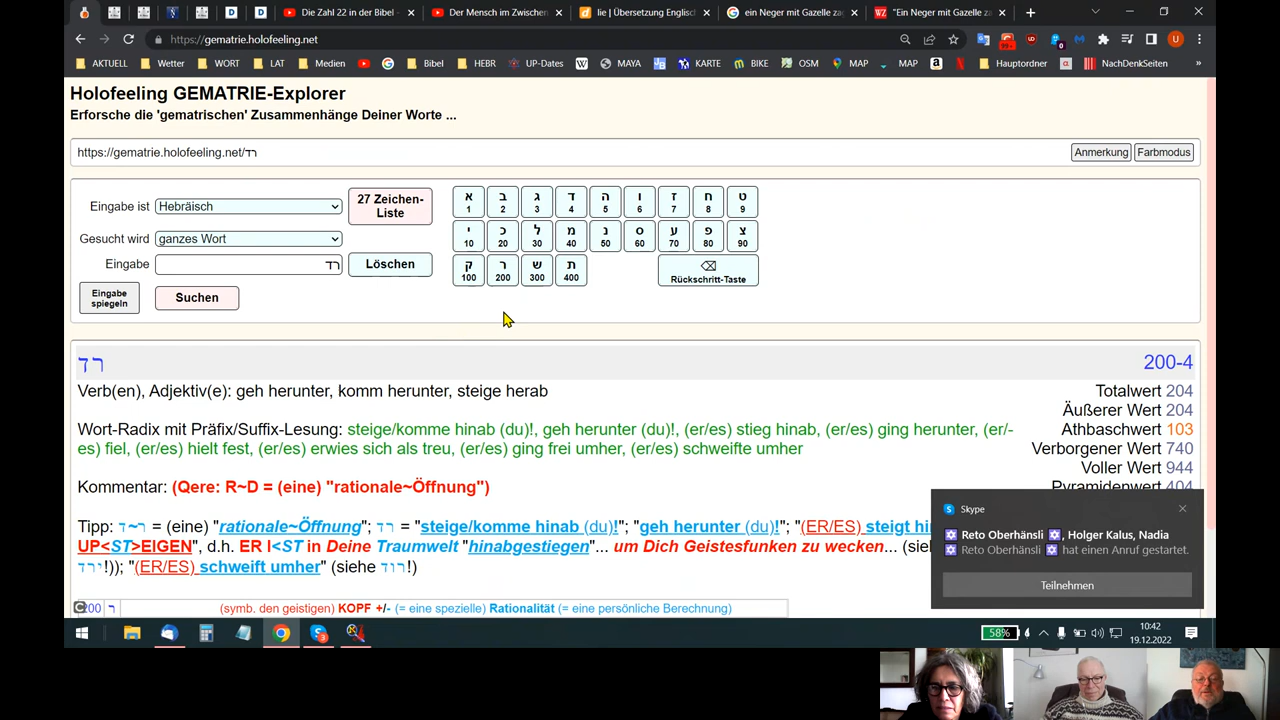 Die Zahl 22 in der Bibel -
Der Mensch im Zwischen
lie | Übersetzung Englisc
ein Neger mit Gazelle zag
"Ein Neger mit Gazelle za
https://gematrie.holofeeling.net
AKTUELL Wetter WORT LAT Medien Bibel HEBR UP-Dates MAYA KARTE BIKE OSM MAP MAP Hauptordner NachDenkSeiten »
Holofeeling GEMATRIE-Explorer
Erforsche die 'gematrischen' Zusammenhänge Deiner Worte ...
https://gematrie.holofeeling.net/רד Anmerkung Farbmodus
Eingabe ist Hebräisch
27 Zeichen-
Liste
Gesucht wird ganzes Wort
Eingabe רד Löschen
Eingabe
spiegeln
Suchen
א ב ג ד ה ו ז ח ט
1 2 3 4 5 6 7 8 9
י כ ל מ נ ס ע פ צ
10 20 30 40 50 60 70 80 90
ק ר ש ת
100 200 300 400
Rückschritt-Taste
רד 200-4
Verb(en), Adjektiv(e): geh herunter, komm herunter, steige herab
Wort-Radix mit Präfix/Suffix-Lesung: steige/komme hinab (du)!, geh herunter (du)!, (er/es) stieg hinab, (er/es) ging herunter, (er/-
es) fiel, (er/es) hielt fest, (er/es) erwies sich als treu, (er/es) ging frei umher, (er/es) schweifte umher
Kommentar: (Qere: R~D = (eine) "rationale~Öffnung")
Tipp: ר~ד = (eine) "rationale~Öffnung"; רד = "steige/komme hinab (du)!"; "geh herunter (du)!"; "(ER/ES) steigt hi
UP<ST>EIGEN", d.h. ER I<ST in Deine Traumwelt "hinabgestiegen"... um Dich Geistesfunken zu wecken... (sieh
ירד!)); "(ER/ES) schweift umher" (siehe רוד!)
200 ר (symb. den geistigen) KOPF +/- (= eine spezielle) Rationalität (= eine persönliche Berechnung)
Totalwert 204
Äußerer Wert 204
Athbaschwert 103
Verborgener Wert 740
Voller Wert 944
Pyramidenwert 404
Skype
Reto Oberhänsli , Holger Kalus, Nadia
Reto Oberhänsli hat einen Anruf gestartet.
Teilnehmen
58%
10:42
19.12.2022